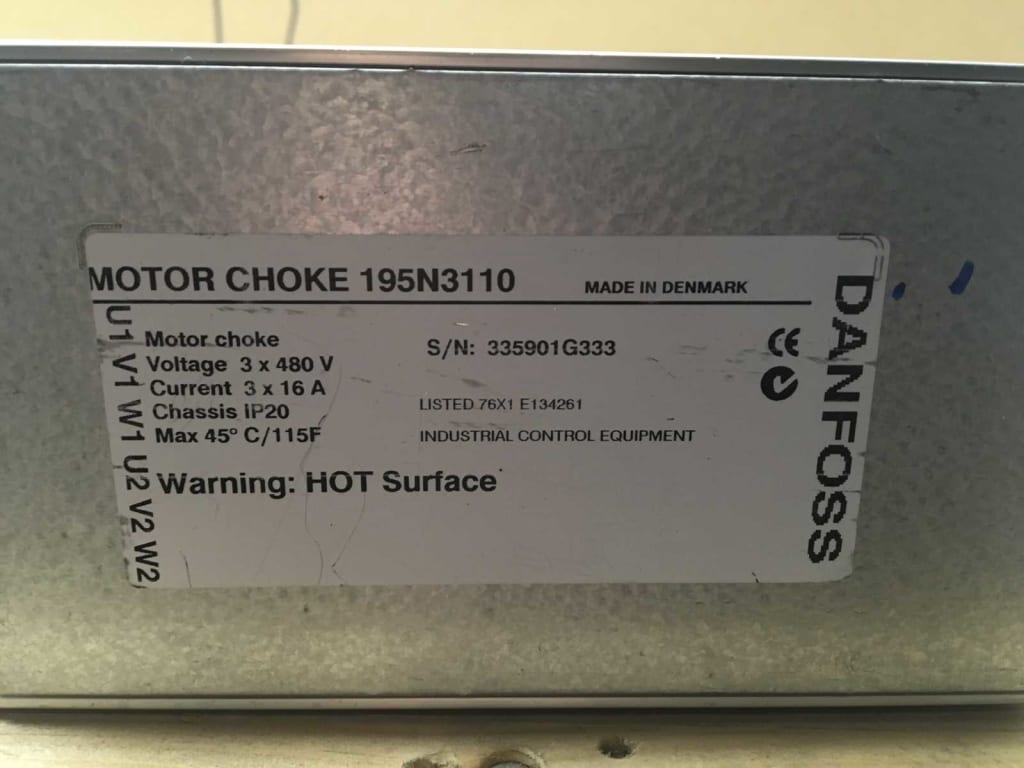 MOTOR CHOKE 195N3110 MADE IN DENMARK
U1 V1 W1 U2 V2 W2
Motor choke
Voltage 3 x 480 V
Current 3 x 16 A
Chassis IP20
Max 45° C/115F
S/N: 335901G333
LISTED 76X1 E134261
INDUSTRIAL CONTROL EQUIPMENT
Warning: HOT Surface
CE
DANFOSS